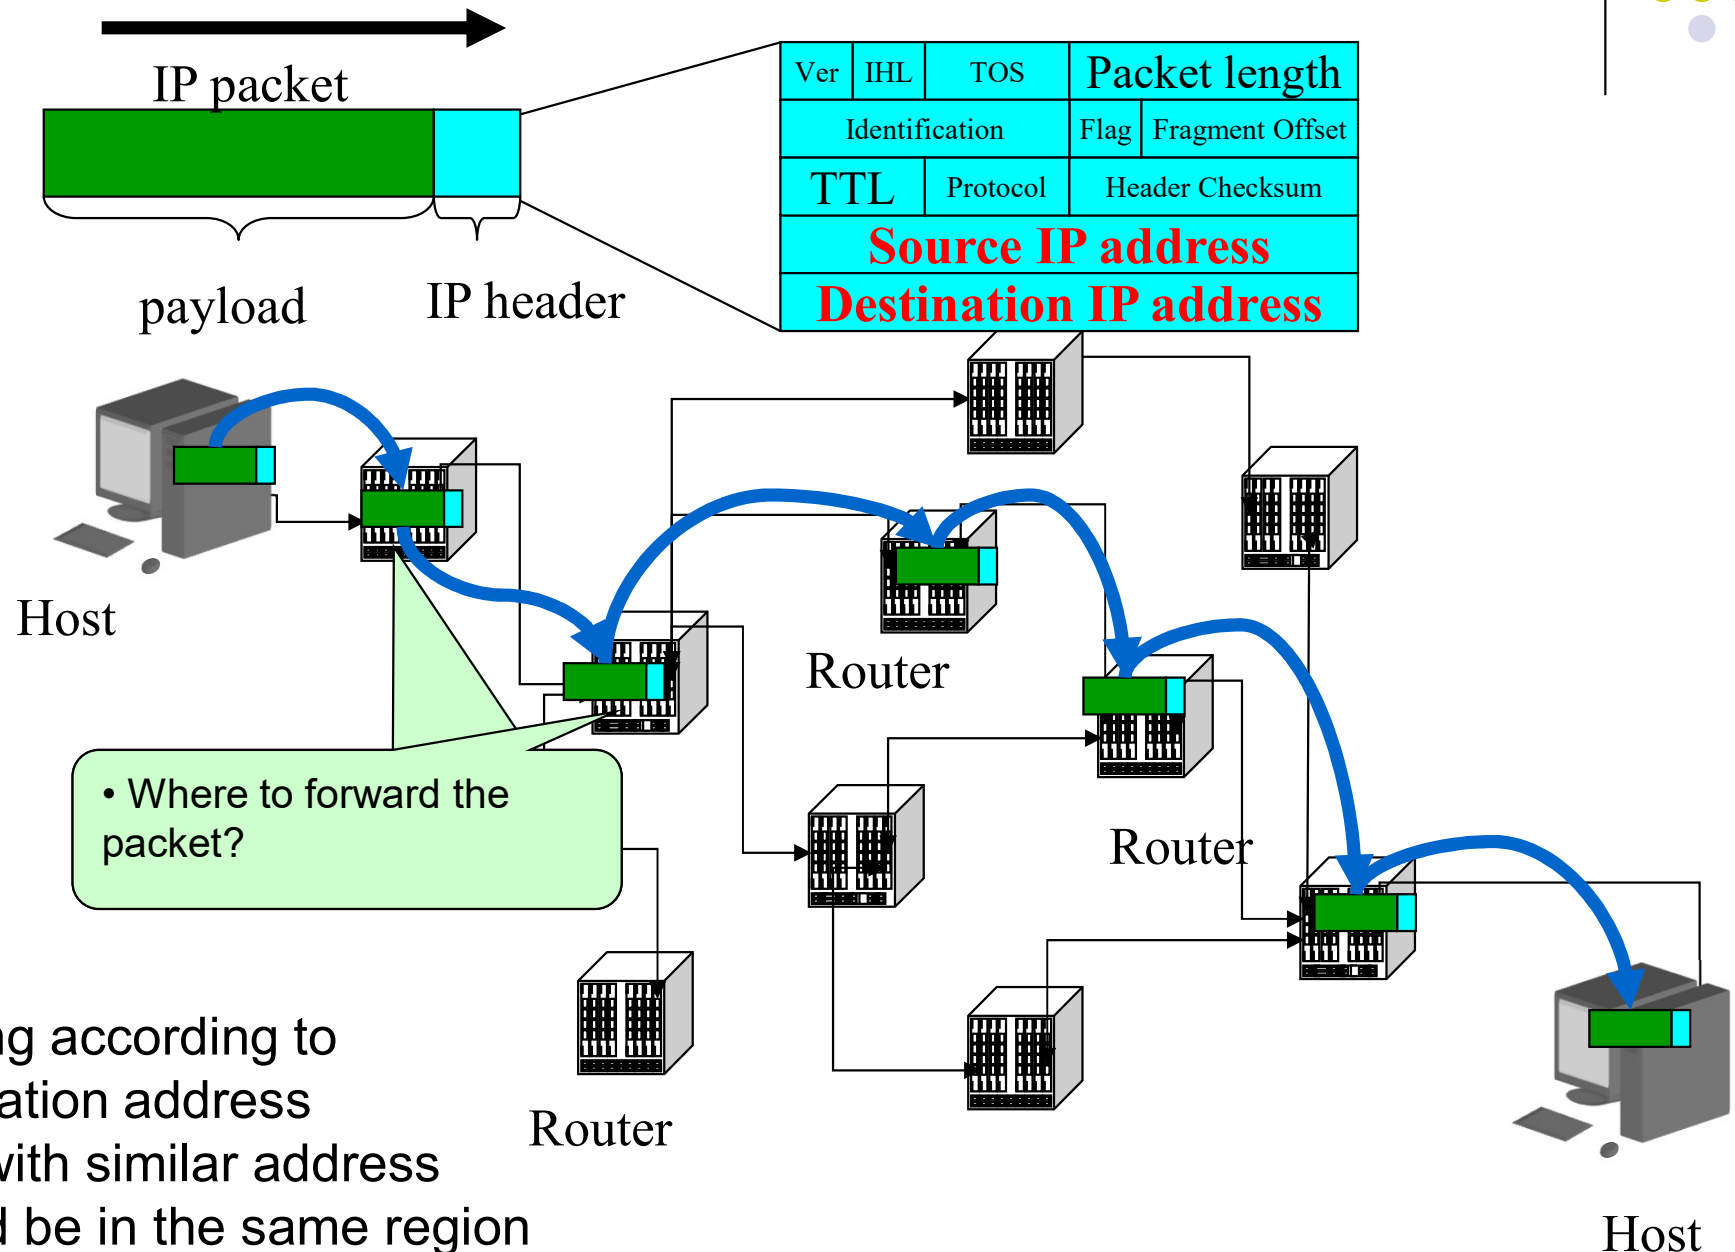 IP packet
Ver IHL TOS Packet length
Identification Flag Fragment Offset
TTL Protocol Header Checksum
Source IP address
Destination IP address
payload
IP header
Host
Router
• Where to forward the
packet?
Router
Router
according to
address
with similar address
be in the same region
Host